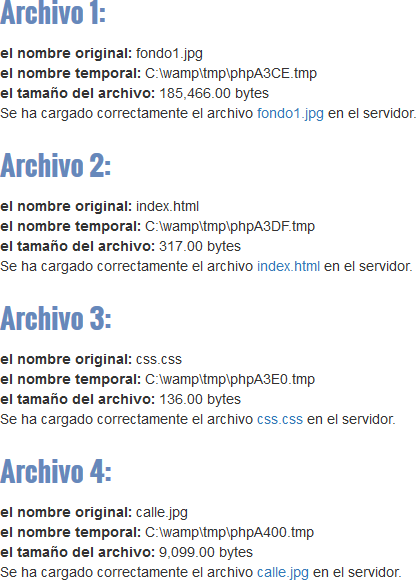 Archivo 1:
el nombre original: fondo1.jpg
el nombre temporal: C:\wamp\tmp\phpA3CE.tmp
el tamaño del archivo: 185,466.00 bytes
Se ha cargado correctamente el archivo fondo1.jpg en el servidor.
Archivo 2:
el nombre original: index.html
el nombre temporal: C:\wamp\tmp\phpA3DF.tmp
el tamaño del archivo: 317.00 bytes
Se ha cargado correctamente el archivo index.html en el servidor.
Archivo 3:
el nombre original: css.css
el nombre temporal: C:\wamp\tmp\phpA3E0.tmp
el tamaño del archivo: 136.00 bytes
Se ha cargado correctamente el archivo css.css en el servidor.
Archivo 4:
el nombre original: calle.jpg
el nombre temporal: C:\wamp\tmp\phpA400.tmp
el tamaño del archivo: 9,099.00 bytes
Se ha cargado correctamente el archivo calle.jpg en el servidor.